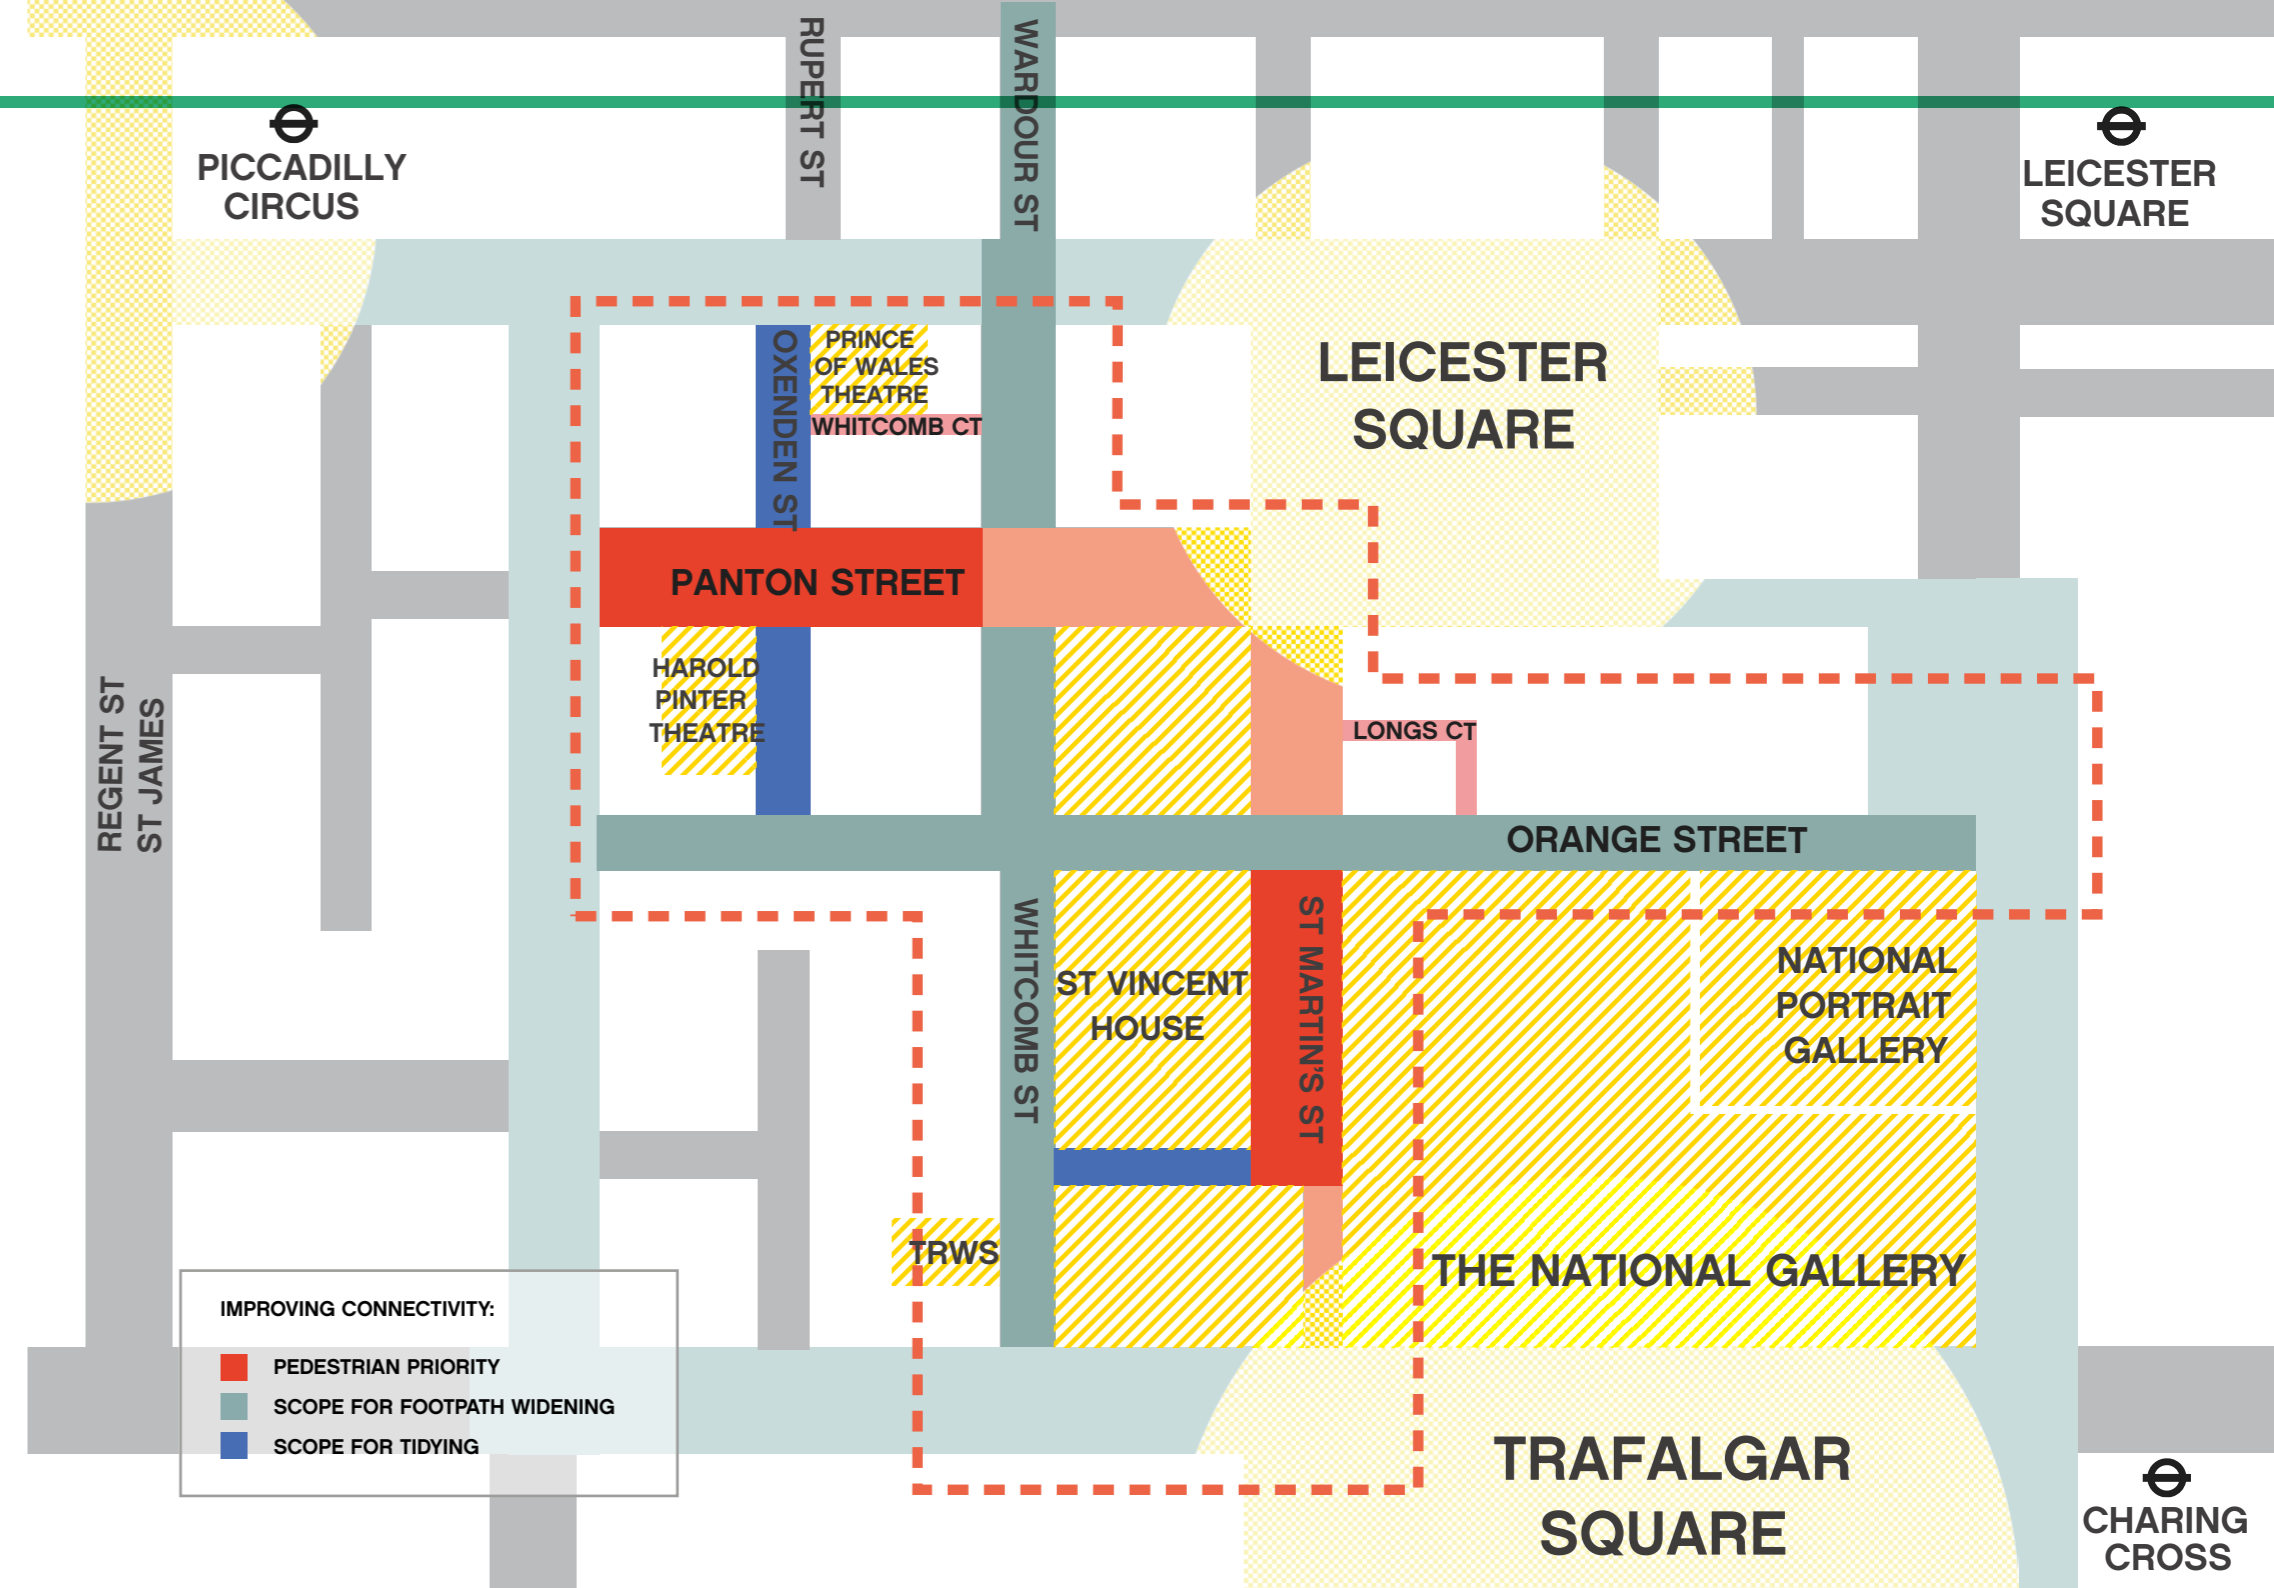 RUPERT ST
WARDOUR ST
PICCADILLY
CIRCUS
LEICESTER
SQUARE
OXENDEN ST
PRINCE
OF WALES
THEATRE
WHITCOMB CT
LEICESTER
SQUARE
PANTON STREET
HAROLD
PINTER
THEATRE
REGENT ST
ST JAMES
LONGS CT
ORANGE STREET
WHITCOMB ST
ST VINCENT
HOUSE
ST MARTIN'S ST
NATIONAL
PORTRAIT
GALLERY
TRWS
THE NATIONAL GALLERY
IMPROVING CONNECTIVITY:
PEDESTRIAN PRIORITY
SCOPE FOR FOOTPATH WIDENING
SCOPE FOR TIDYING
TRAFALGAR
SQUARE
CHARING
CROSS